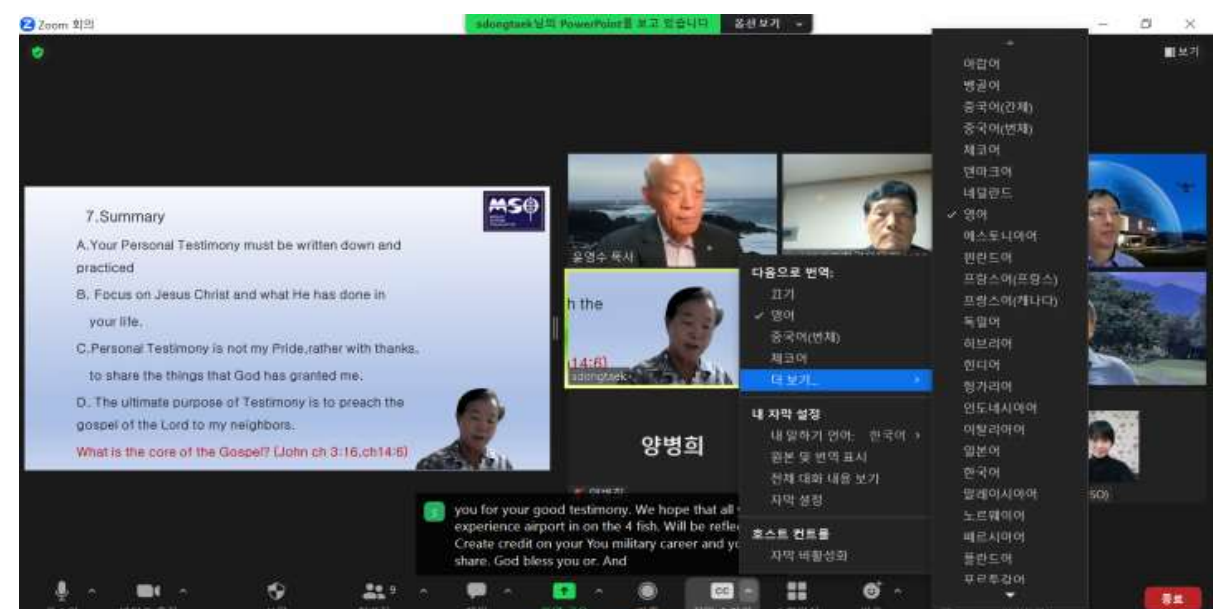 Zoom 회의
sdongtaek님의 PowerPoint를 보고 있습니다
옵션 보기
보기
7.Summary
MSO
A.Your Personal Testimony must be written down and
practiced
B. Focus on Jesus Christ and what He has done in
your life.
C.Personal Testimony is not my Pride,rather with thanks,
to share the things that God has granted me.
D. The ultimate purpose of Testimony is to preach the
gospel of the Lord to my neighbors.
What is the core of the Gospel? (John ch 3:16,ch14:6)
윤영수 목사
h the
14:6)
sdongtaek
양병희
양병희
SO)
you for your good testimony. We hope that all
experience airport in on the 4 fish. Will be refle
Create credit on your You military career and yo
share. God bless you or. And
다음으로 번역:
끄기
영어
중국어(번체)
체코어
더 보기...
내 자막 설정
내 말하기 언어: 한국어
원본 및 번역 표시
전체 대화 내용 보기
자막 설정
호스트 컨트롤
자막 비활성화
아랍어
벵골어
중국어(간체)
중국어(번체)
체코어
덴마크어
네덜란드
영어
에스토니아어
핀란드어
프랑스어(프랑스)
프랑스어(캐나다)
독일어
히브리어
힌디어
헝가리어
인도네시아어
이탈리아어
일본어
한국어
말레이시아어
노르웨이어
페르시아어
폴란드어
포르투갈어
9
CC
종료